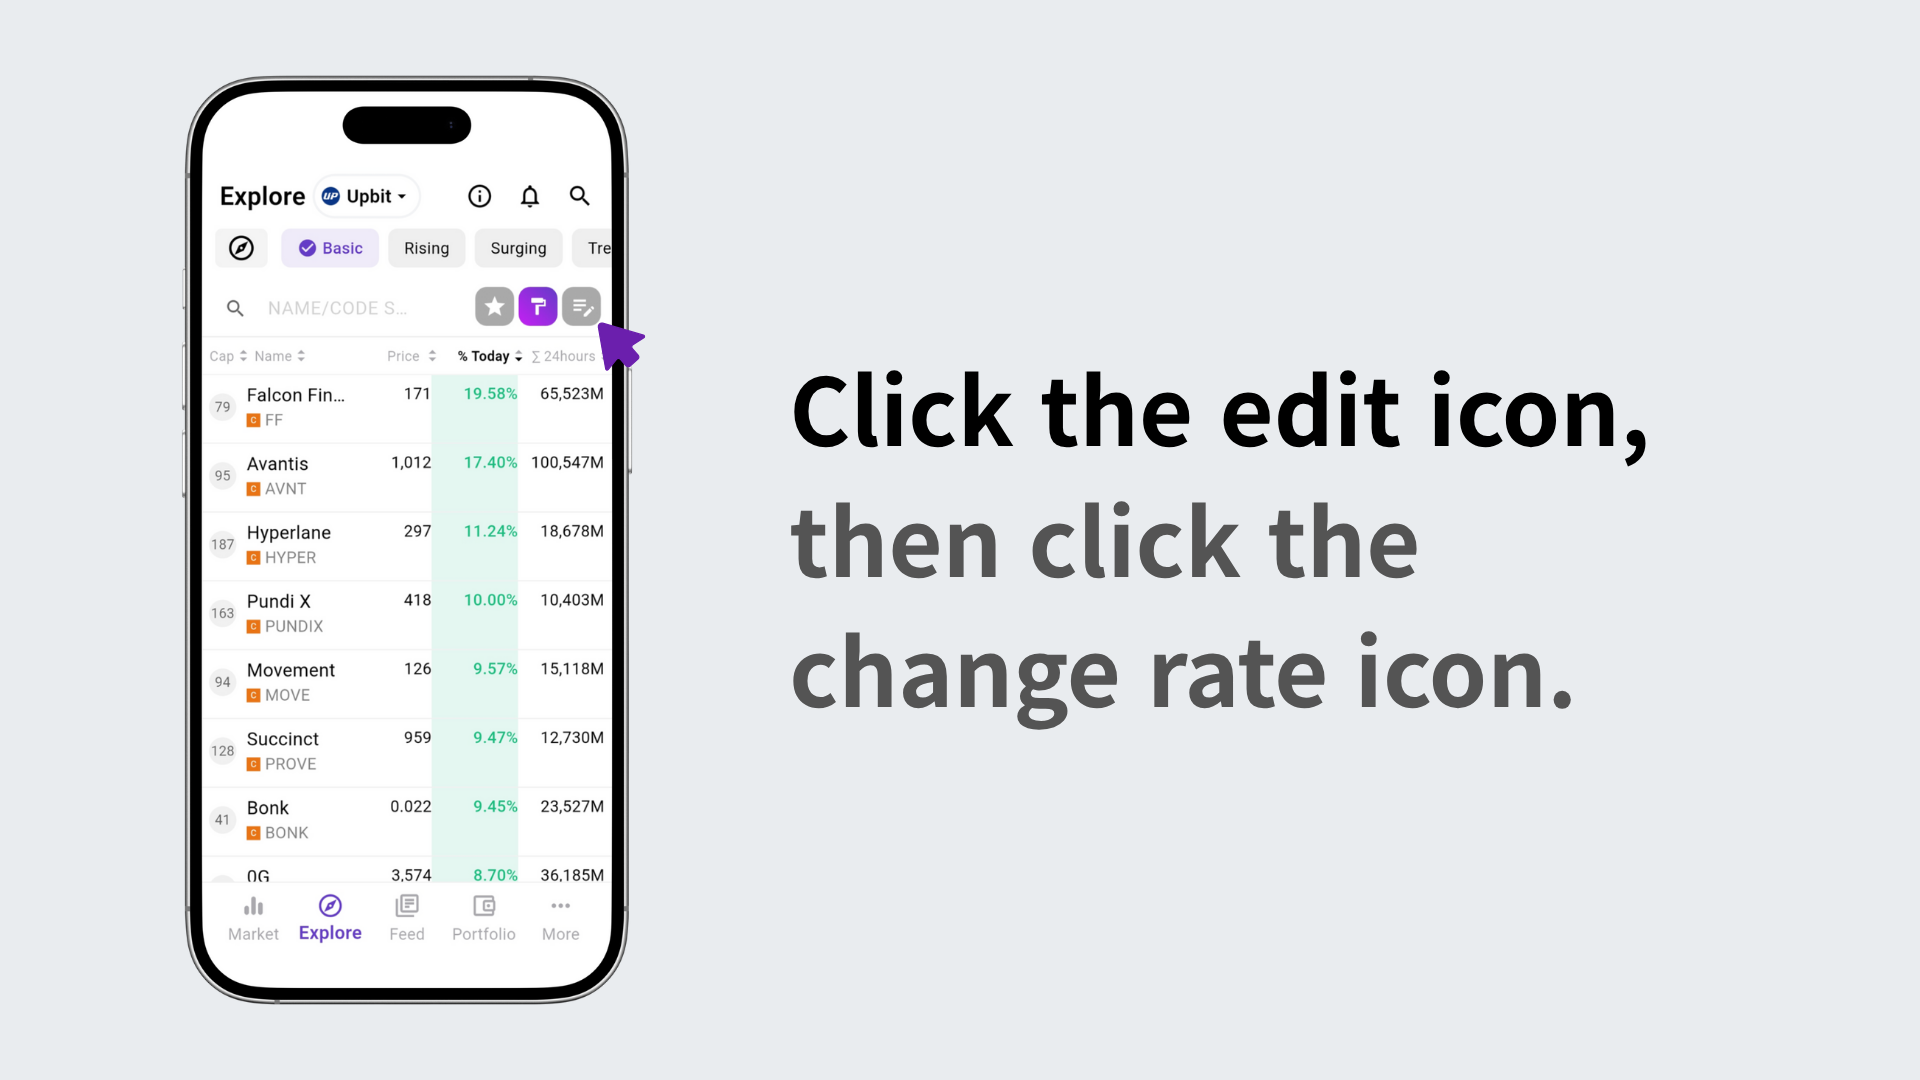 Explore UP Upbit
Basic Rising Surging Tre
NAME/CODE S...
Cap Name Price % Today Σ 24hours
79 Falcon Fin... 171 19.58% 65,523M
C FF
95 Avantis 1,012 17.40% 100,547M
C AVNT
187 Hyperlane 297 11.24% 18,678M
C HYPER
163 Pundi X 418 10.00% 10,403M
C PUNDIX
94 Movement 126 9.57% 15,118M
C MOVE
128 Succinct 959 9.47% 12,730M
C PROVE
41 Bonk 0.022 9.45% 23,527M
C BONK
0G 3,574 8.70% 36,185M
Market Explore Feed Portfolio More
Click the edit icon,
then click the
change rate icon.